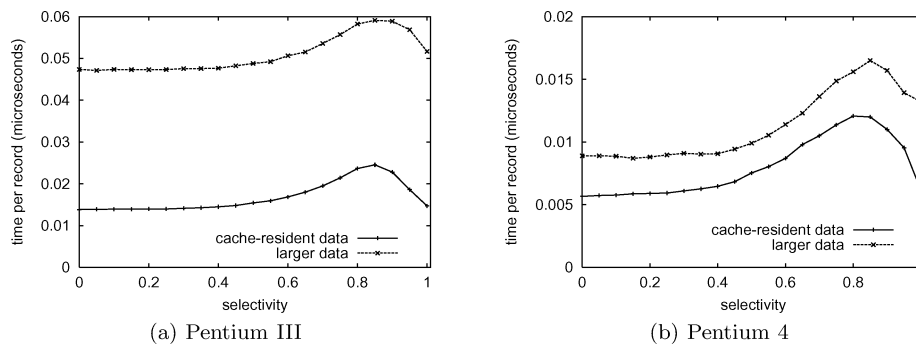 0.06
0.05
0.04
0.03
0.02
0.01
0
time per record (microseconds)
cache-resident data
larger data
0 0.2 0.4 0.6 0.8 1
selectivity
(a) Pentium III
0.02
0.015
0.01
0.005
0
time per record (microseconds)
cache-resident data
larger data
0 0.2 0.4 0.6 0.8
selectivity
(b) Pentium 4